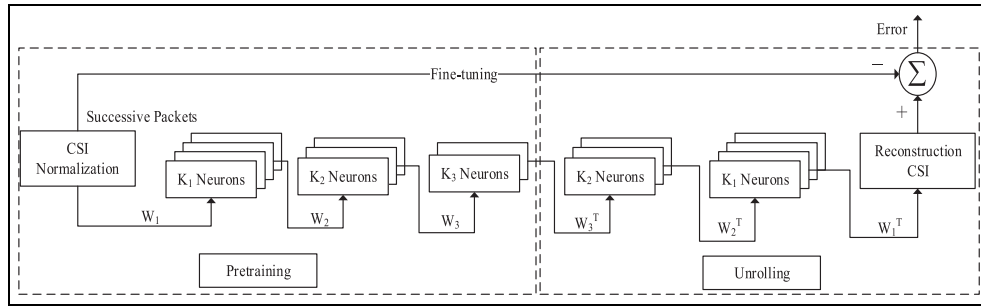 Error
Fine-tuning
−
Σ
+
Successive Packets
CSI
Normalization
K₁ Neurons
K₂ Neurons
K₃ Neurons
K₂ Neurons
K₁ Neurons
Reconstruction
CSI
W₁
W₂
W₃
W₃ᵀ
W₂ᵀ
W₁ᵀ
Pretraining
Unrolling